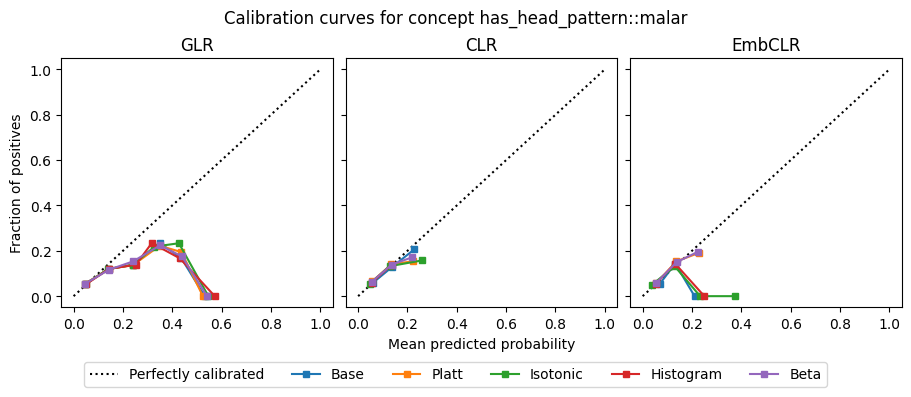 Calibration curves for concept has_head_pattern::malar
GLR
CLR
EmbCLR
Fraction of positives
1.0
0.8
0.6
0.4
0.2
0.0
0.0 0.2 0.4 0.6 0.8 1.0
0.0 0.2 0.4 0.6 0.8 1.0
0.0 0.2 0.4 0.6 0.8 1.0
Mean predicted probability
Perfectly calibrated Base Platt Isotonic Histogram Beta